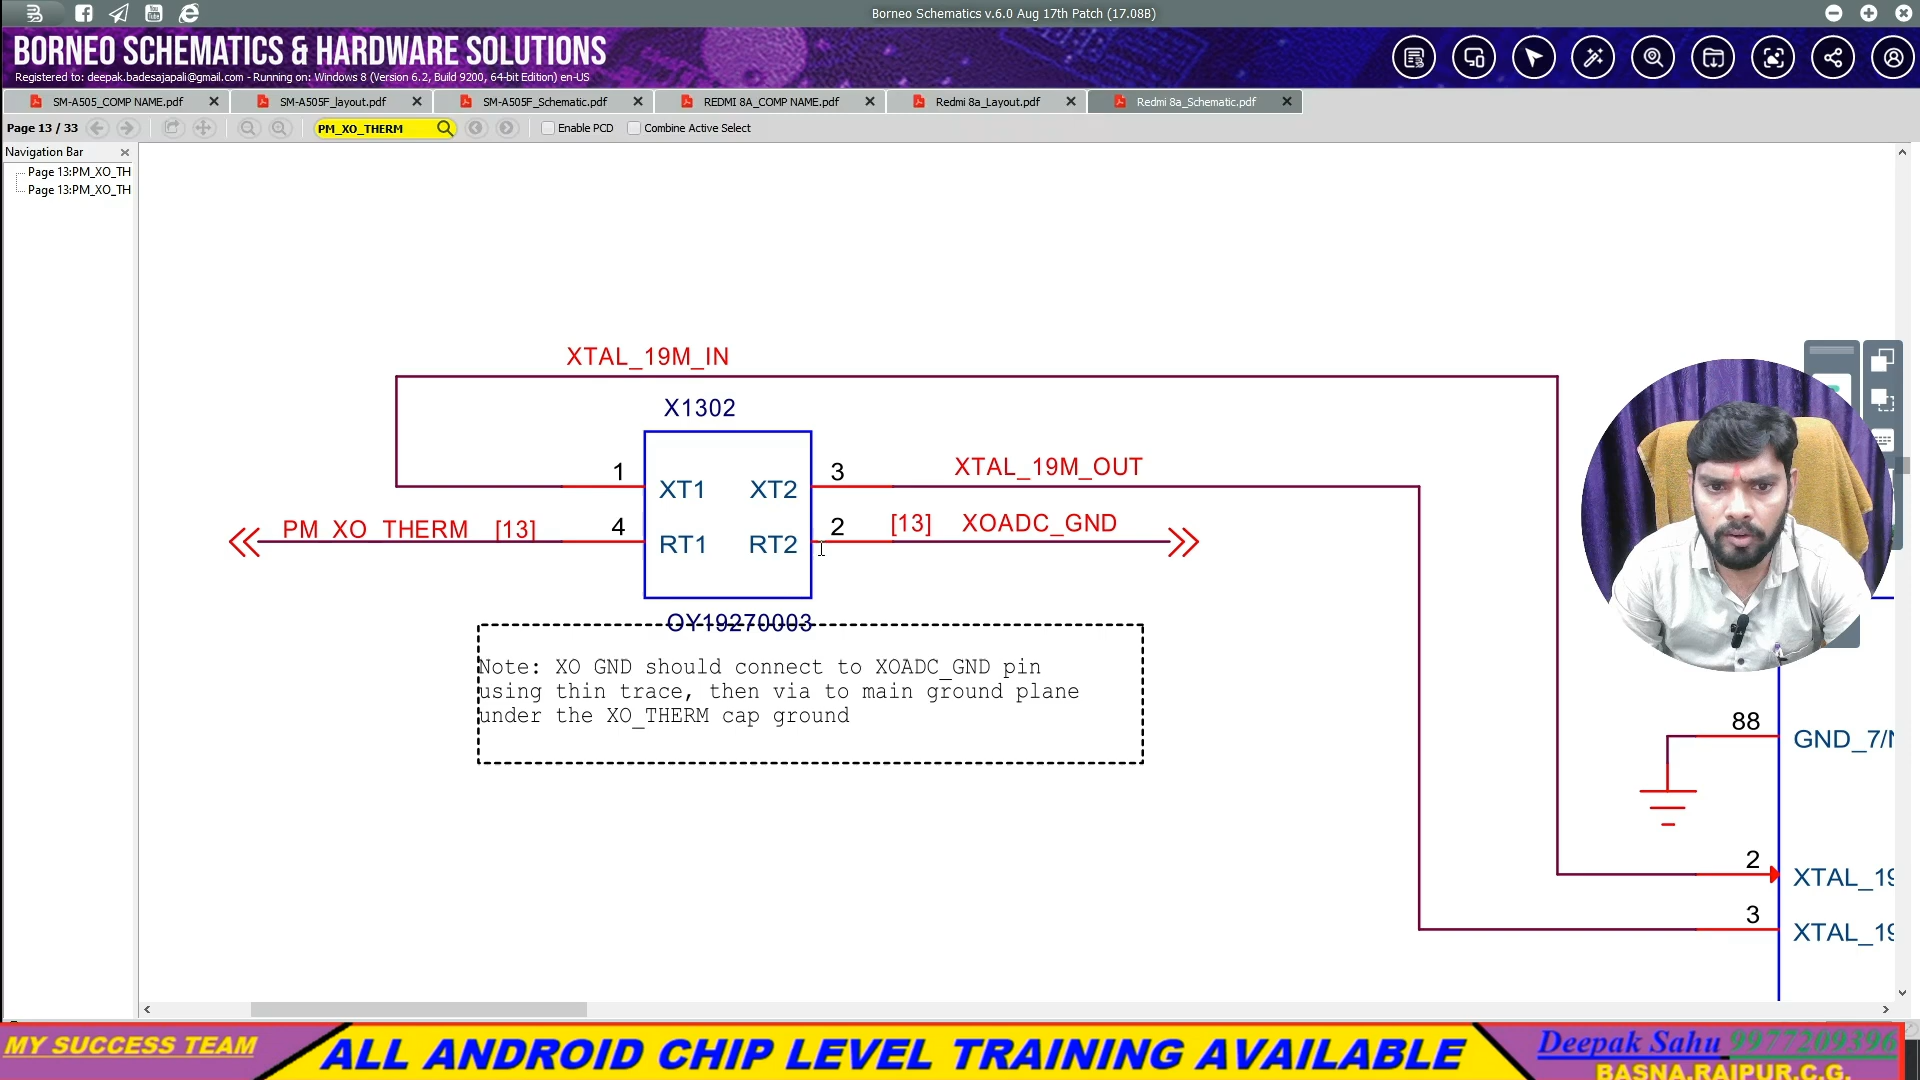 Borneo Schematics v.6.0 Aug 17th Patch (17.08B)
BORNEO SCHEMATICS & HARDWARE SOLUTIONS
Registered to: deepak.badesajapali@gmail.com - Running on: Windows 8 (Version 6.2, Build 9200, 64-bit Edition) en-US
SM-A505_COMP NAME.pdf
SM-A505F_layout.pdf
SM-A505F_Schematic.pdf
REDMI 8A_COMP NAME.pdf
Redmi 8a_Layout.pdf
Redmi 8a_Schematic.pdf
Page 13 / 33
PM_XO_THERM
Enable PCD
Combine Active Select
Navigation Bar
Page 13:PM_XO_TH
Page 13:PM_XO_TH
XTAL_19M_IN
X1302
1
XT1
XT2
3
XTAL_19M_OUT
PM_XO_THERM [13]
4
RT1
RT2
2
[13] XOADC_GND
OY19270003
Note: XO GND should connect to XOADC_GND pin
using thin trace, then via to main ground plane
under the XO_THERM cap ground
88
GND_7/N
2
XTAL_19
3
XTAL_19
MY SUCCESS TEAM
ALL ANDROID CHIP LEVEL TRAINING AVAILABLE
Deepak Sahu 9977209396
BASNA,RAIPUR,C.G.